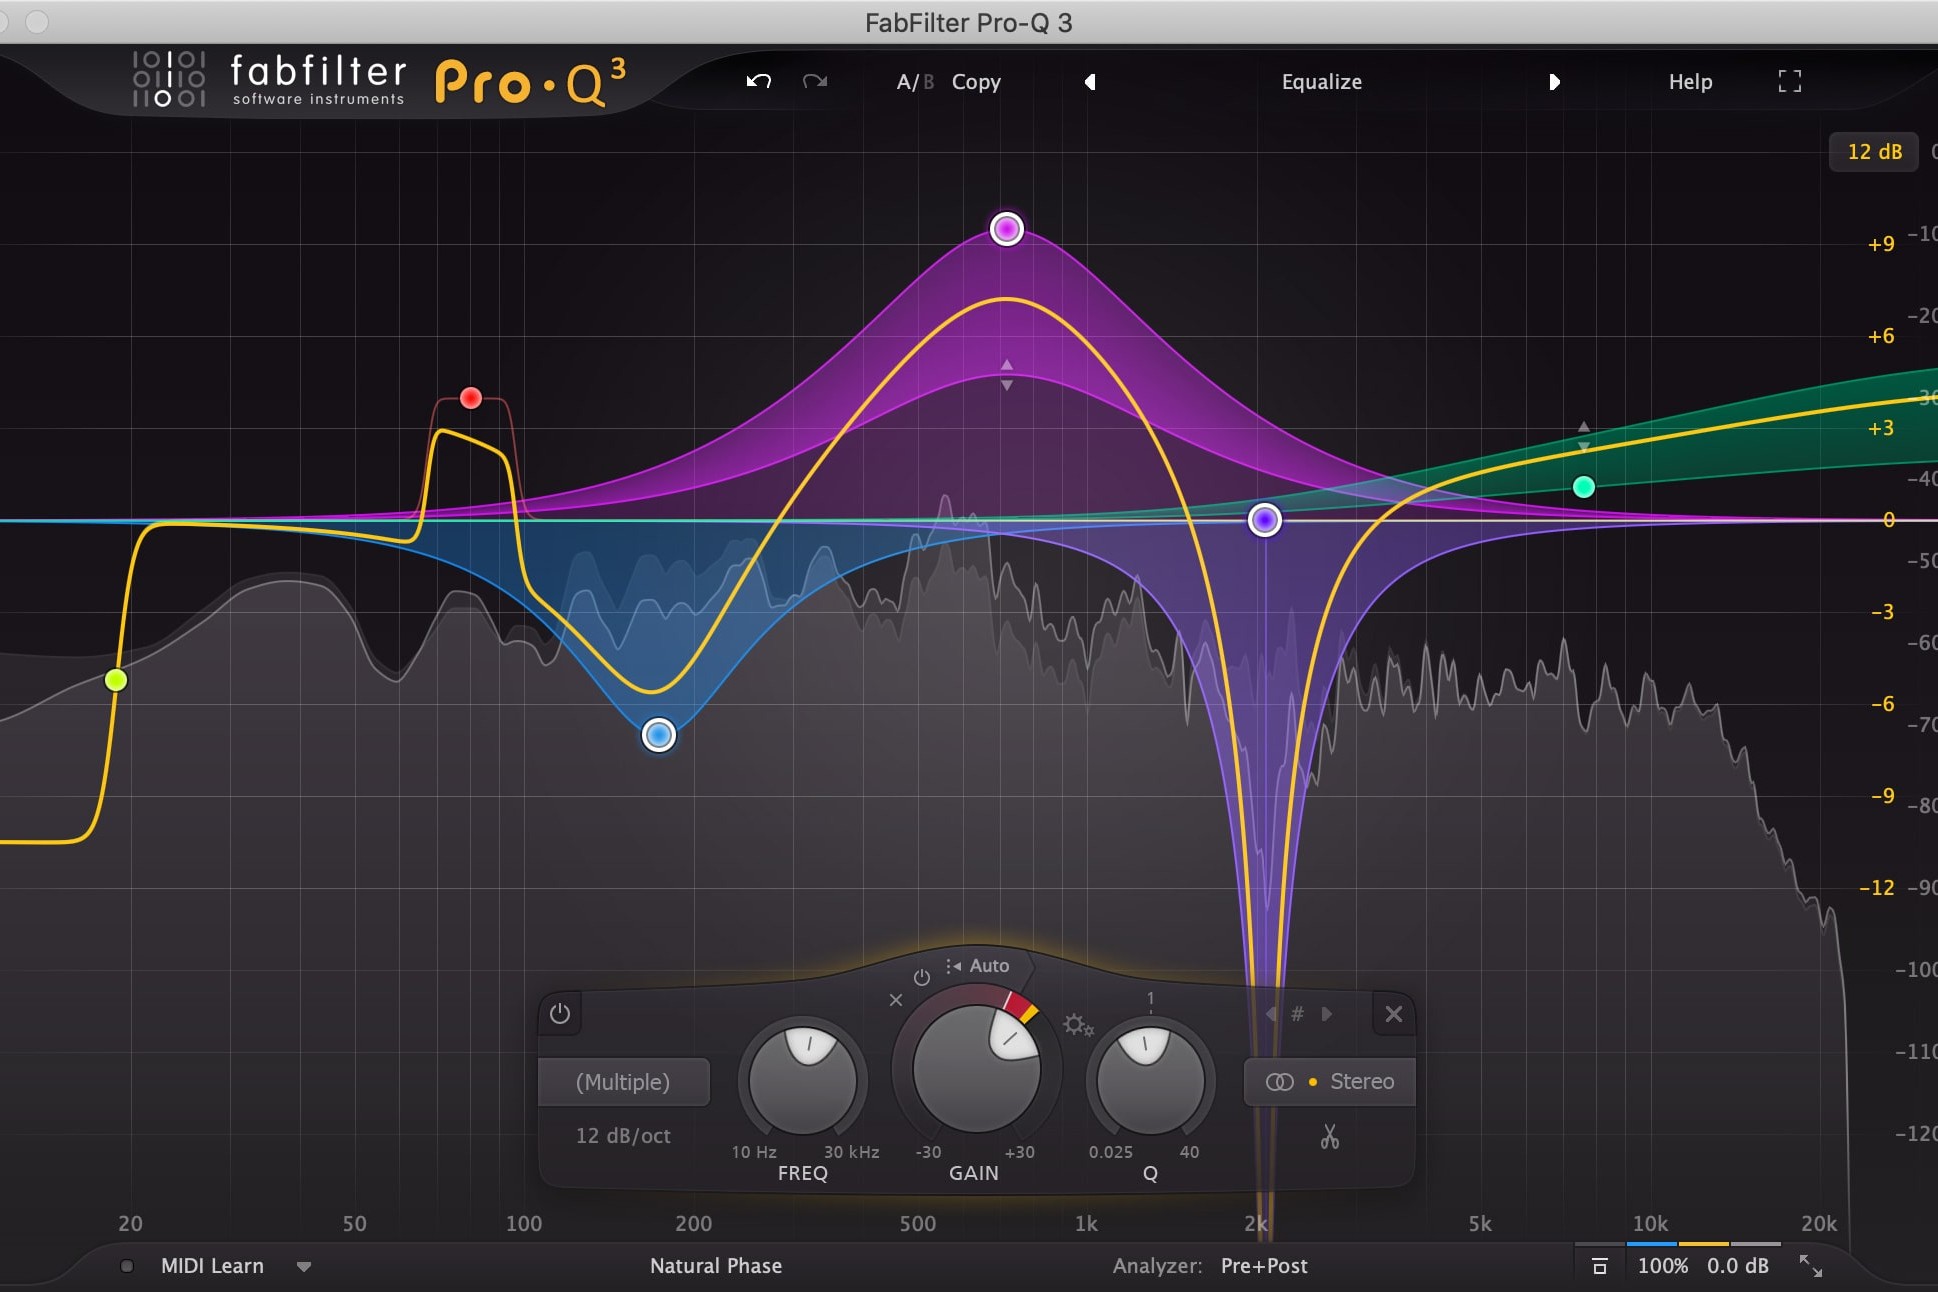 FabFilter Pro-Q 3
fabfilter
software instruments
Pro·Q³
A/B Copy
Equalize
Help
12 dB
0
-10
+9
-20
+6
-30
+3
-40
0
-50
-3
-60
-6
-70
-9
-80
-12
-90
-100
-110
-120
Auto
1
#
(Multiple)
Stereo
12 dB/oct
10 Hz 30 kHz
-30 +30
0.025 40
FREQ
GAIN
Q
20 50 100 200 500 1k 2k 5k 10k 20k
MIDI Learn
Natural Phase
Analyzer: Pre+Post
100% 0.0 dB